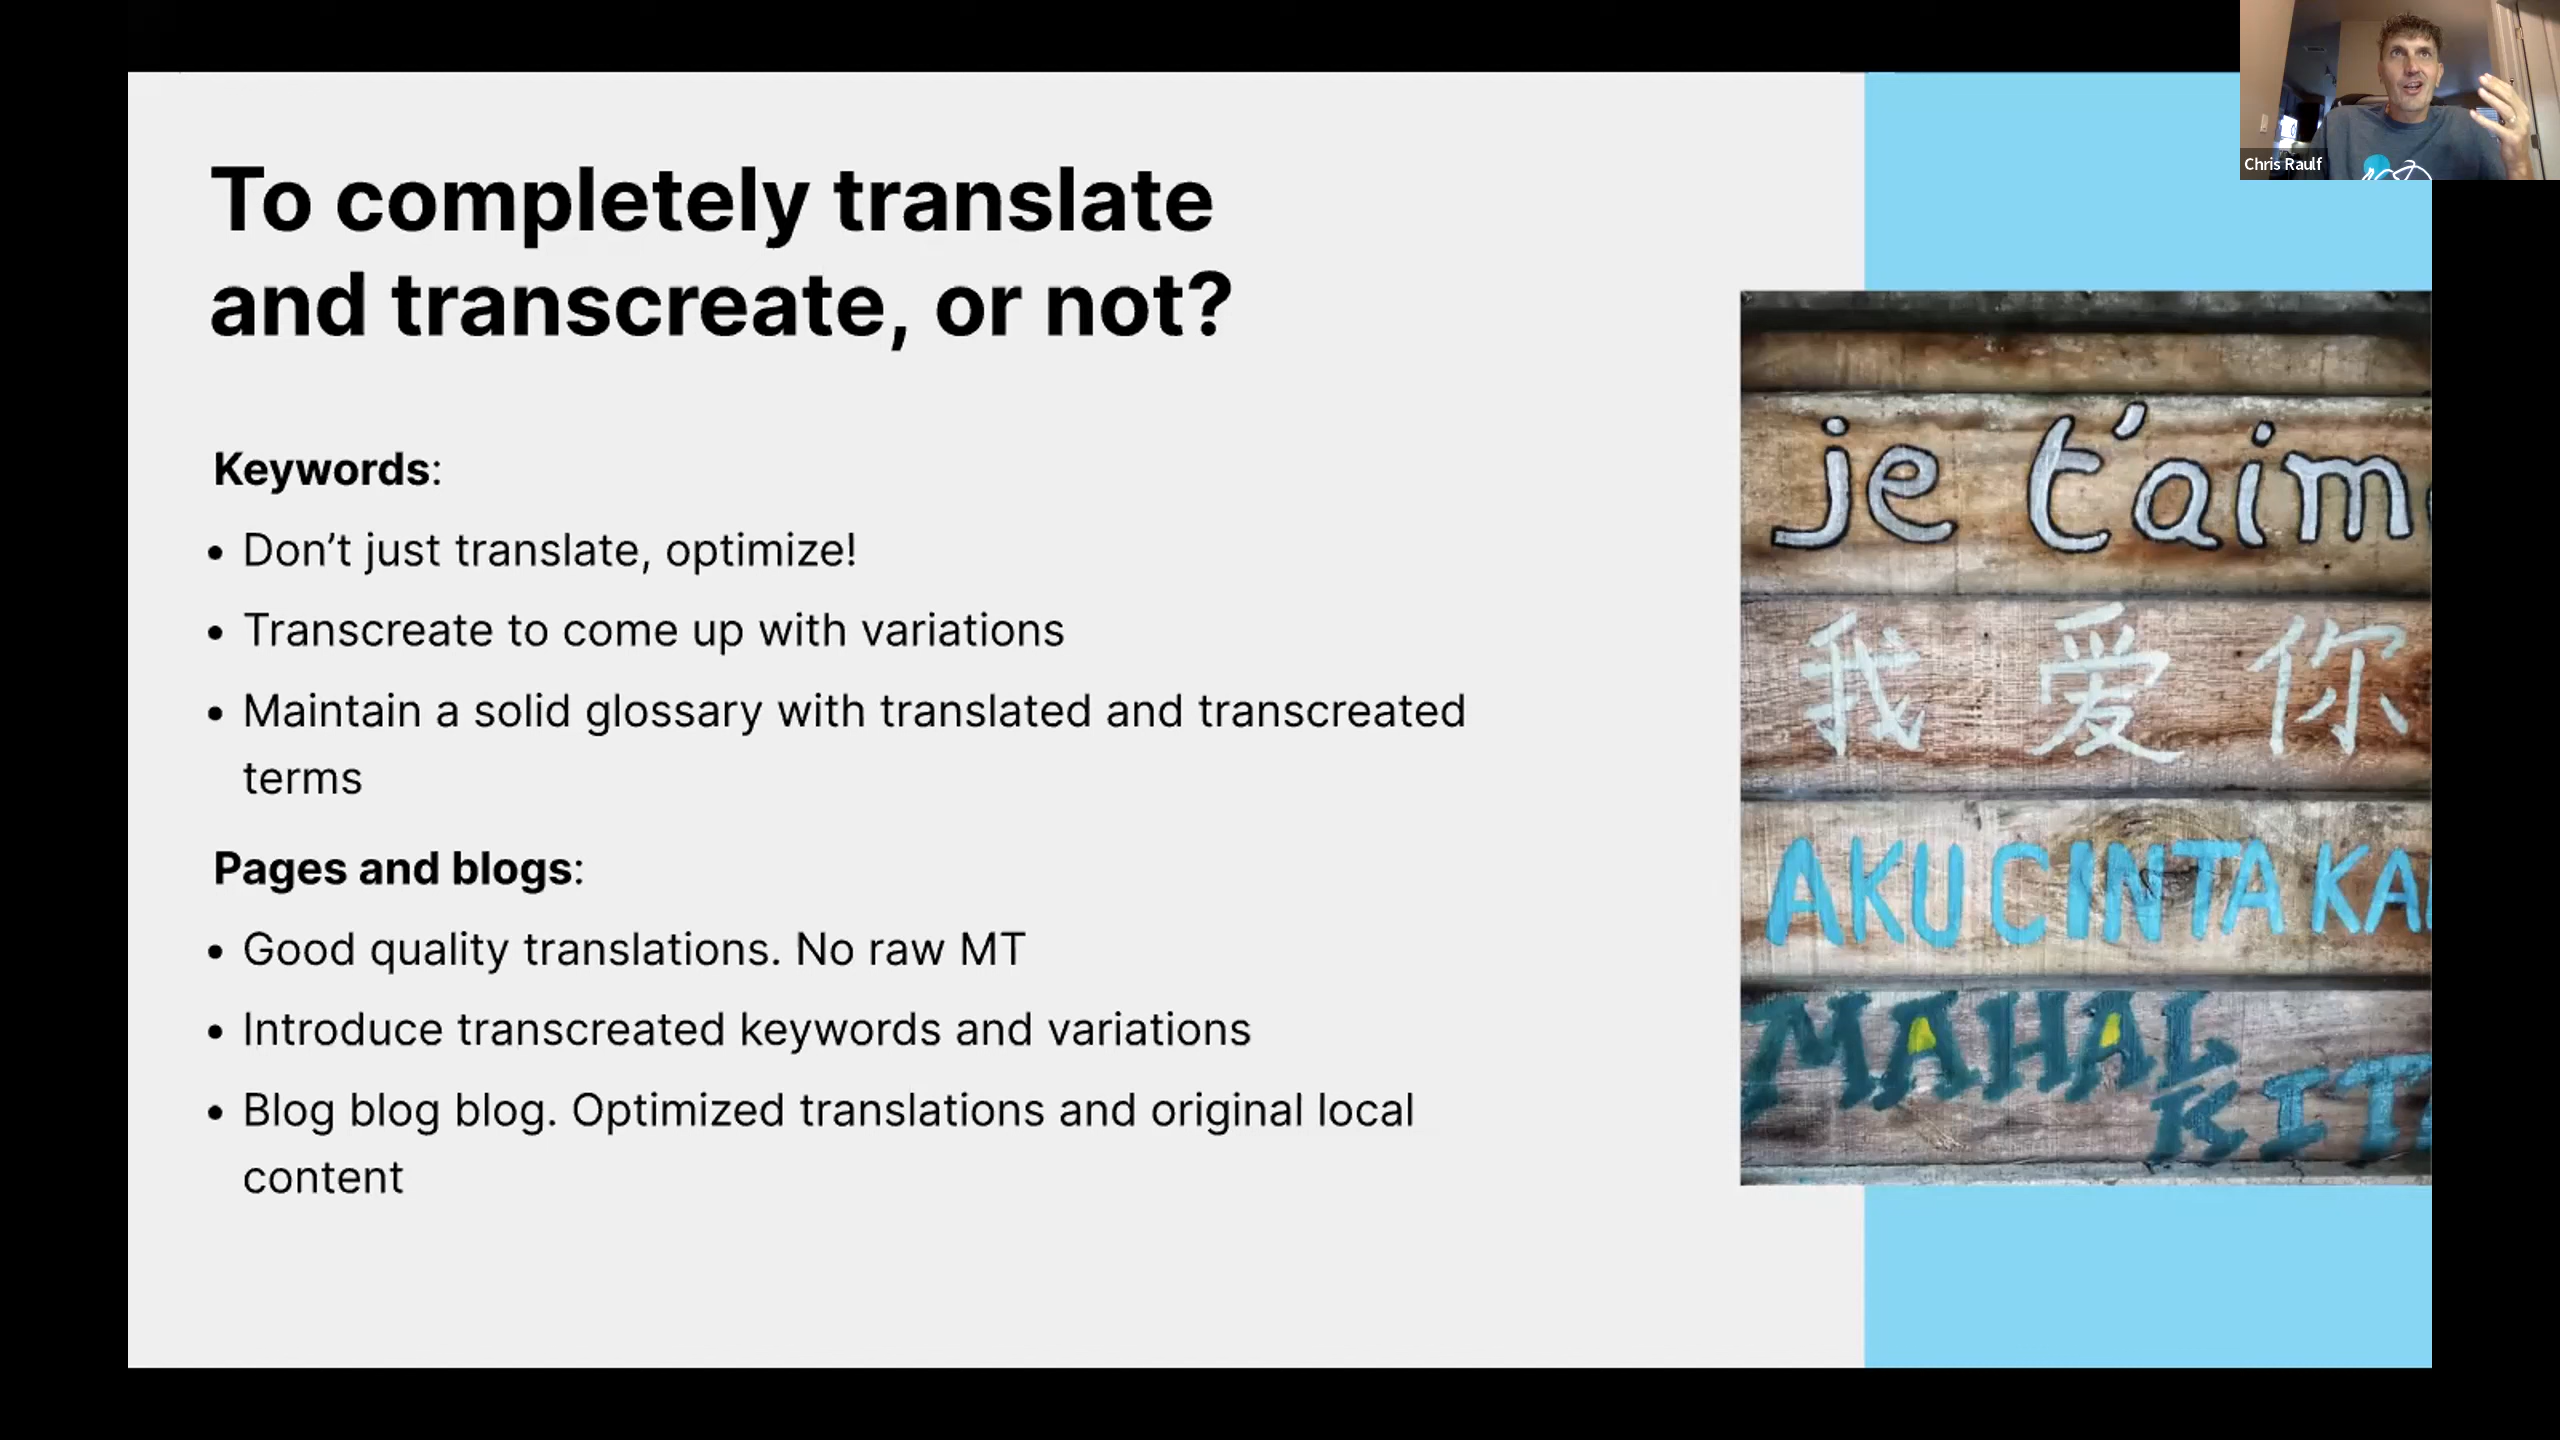 Chris Raulf
To completely translate
and transcreate, or not?
Keywords:
• Don’t just translate, optimize!
• Transcreate to come up with variations
• Maintain a solid glossary with translated and transcreated
terms
Pages and blogs:
• Good quality translations. No raw MT
• Introduce transcreated keywords and variations
• Blog blog blog. Optimized translations and original local
content
je t’aim
我 爱 你
AKU CINTA KA
MAHAL
KIT